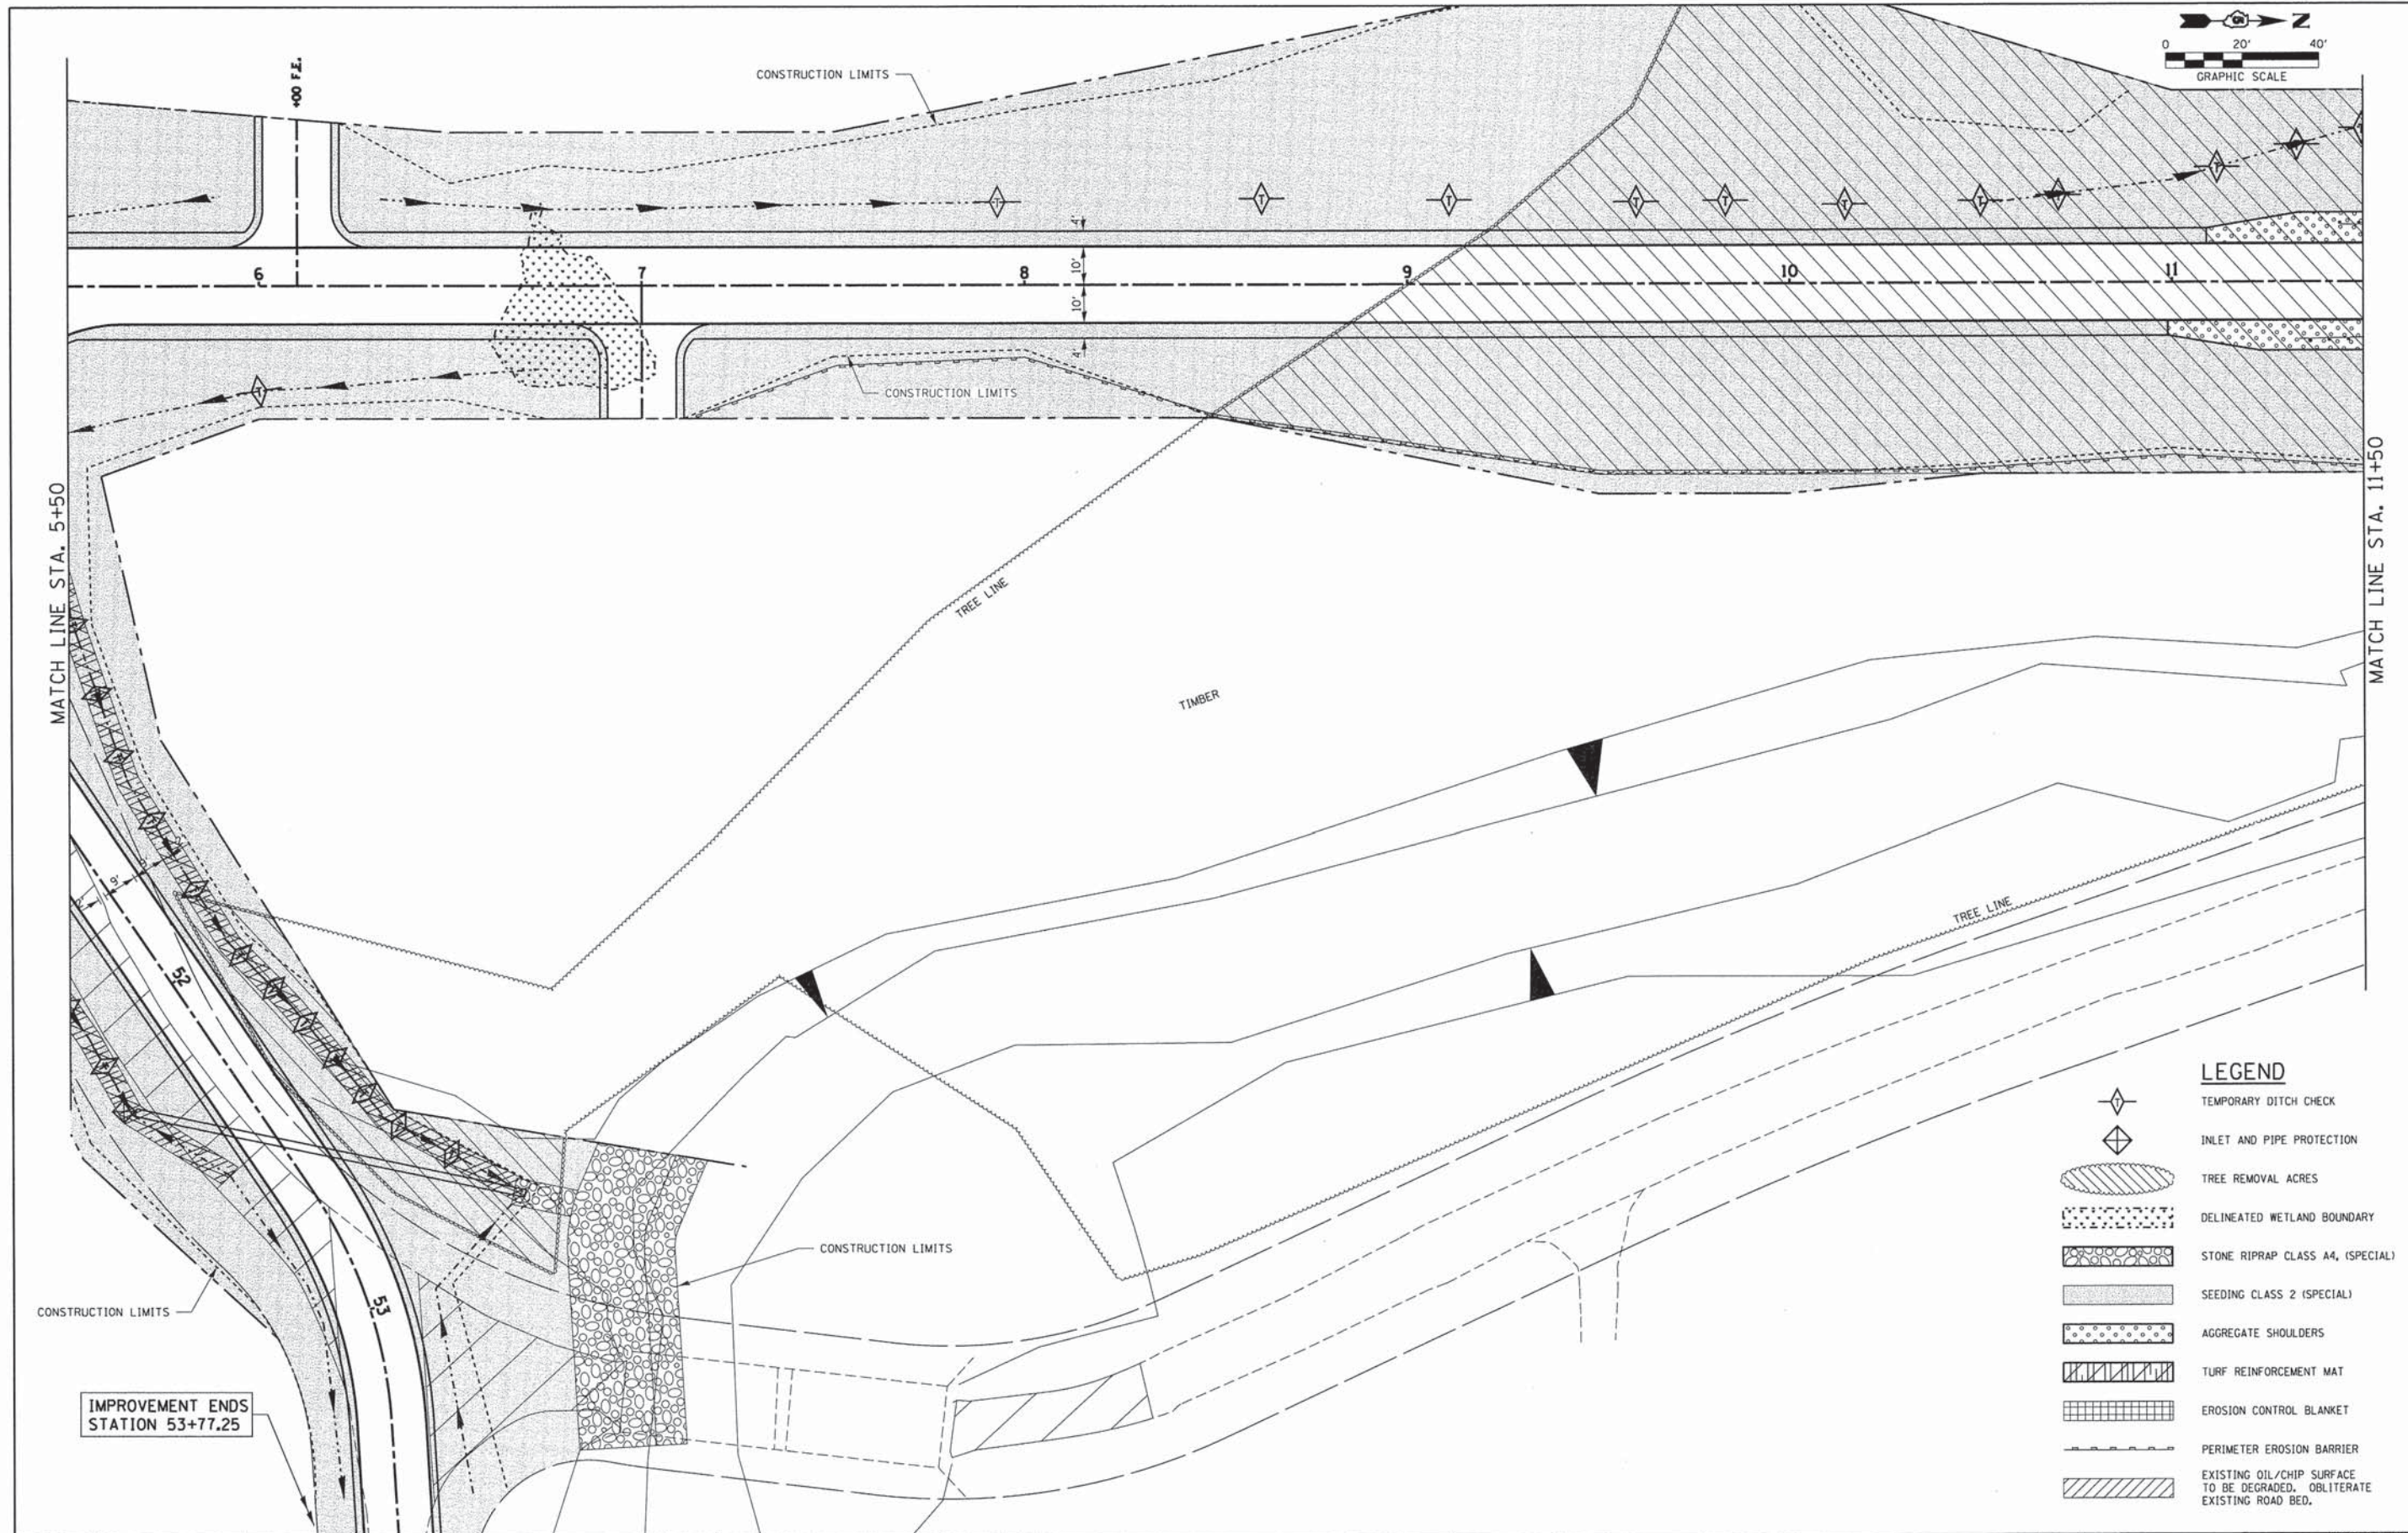 N
0 20' 40'
GRAPHIC SCALE
+00 F.E.
CONSTRUCTION LIMITS
T
4'
10'
10'
4'
6 7 8 9 10 11
CONSTRUCTION LIMITS
MATCH LINE STA. 5+50
MATCH LINE STA. 11+50
TREE LINE
TIMBER
TREE LINE
9'
52
53
CONSTRUCTION LIMITS
CONSTRUCTION LIMITS
IMPROVEMENT ENDS
STATION 53+77.25
LEGEND
TEMPORARY DITCH CHECK
INLET AND PIPE PROTECTION
TREE REMOVAL ACRES
DELINEATED WETLAND BOUNDARY
STONE RIPRAP CLASS A4, (SPECIAL)
SEEDING CLASS 2 (SPECIAL)
AGGREGATE SHOULDERS
TURF REINFORCEMENT MAT
EROSION CONTROL BLANKET
PERIMETER EROSION BARRIER
EXISTING OIL/CHIP SURFACE
TO BE DEGRADED. OBLITERATE
EXISTING ROAD BED.